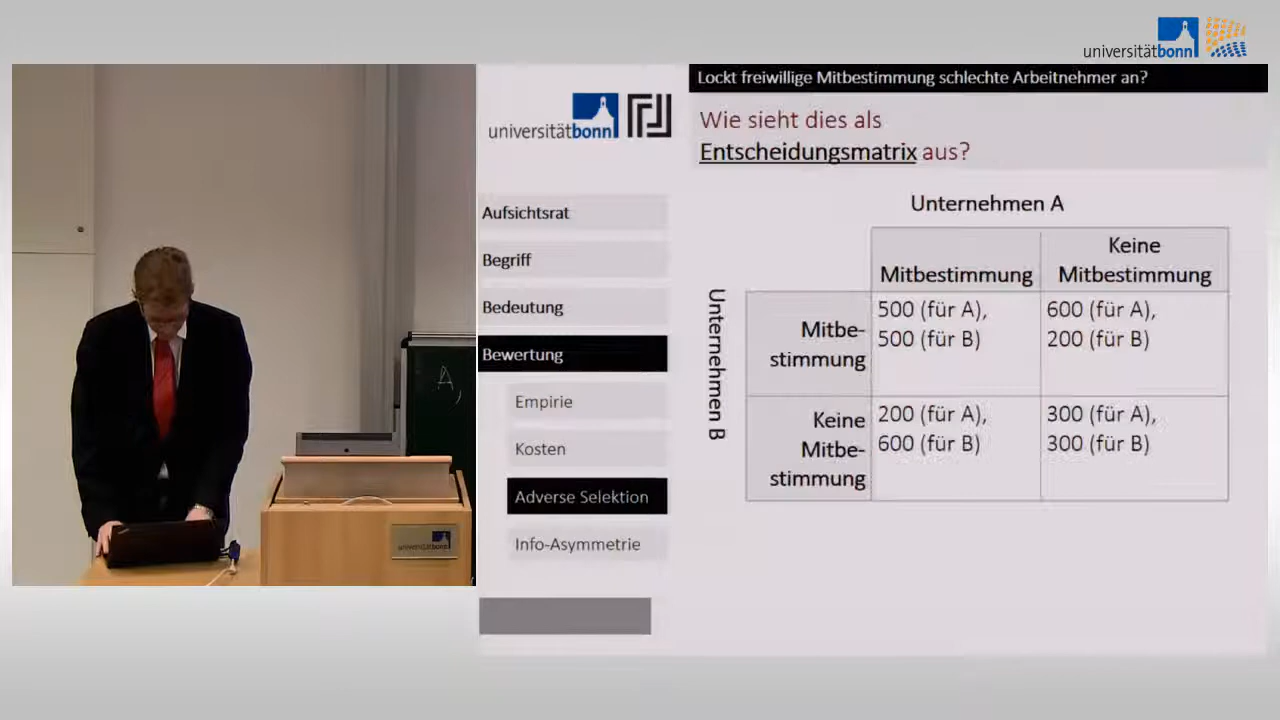 universitätbonn
Lockt freiwillige Mitbestimmung schlechte Arbeitnehmer an?
universitätbonn
Wie sieht dies als
Entscheidungsmatrix aus?
Aufsichtsrat
Begriff
Bedeutung
Bewertung
Empirie
Kosten
Adverse Selektion
Info-Asymmetrie
Unternehmen A
Unternehmen B
Mitbestimmung
Keine
Mitbestimmung
Mitbe-
stimmung
500 (für A),
500 (für B)
600 (für A),
200 (für B)
Keine
Mitbe-
stimmung
200 (für A),
600 (für B)
300 (für A),
300 (für B)
A,
universitätbonn